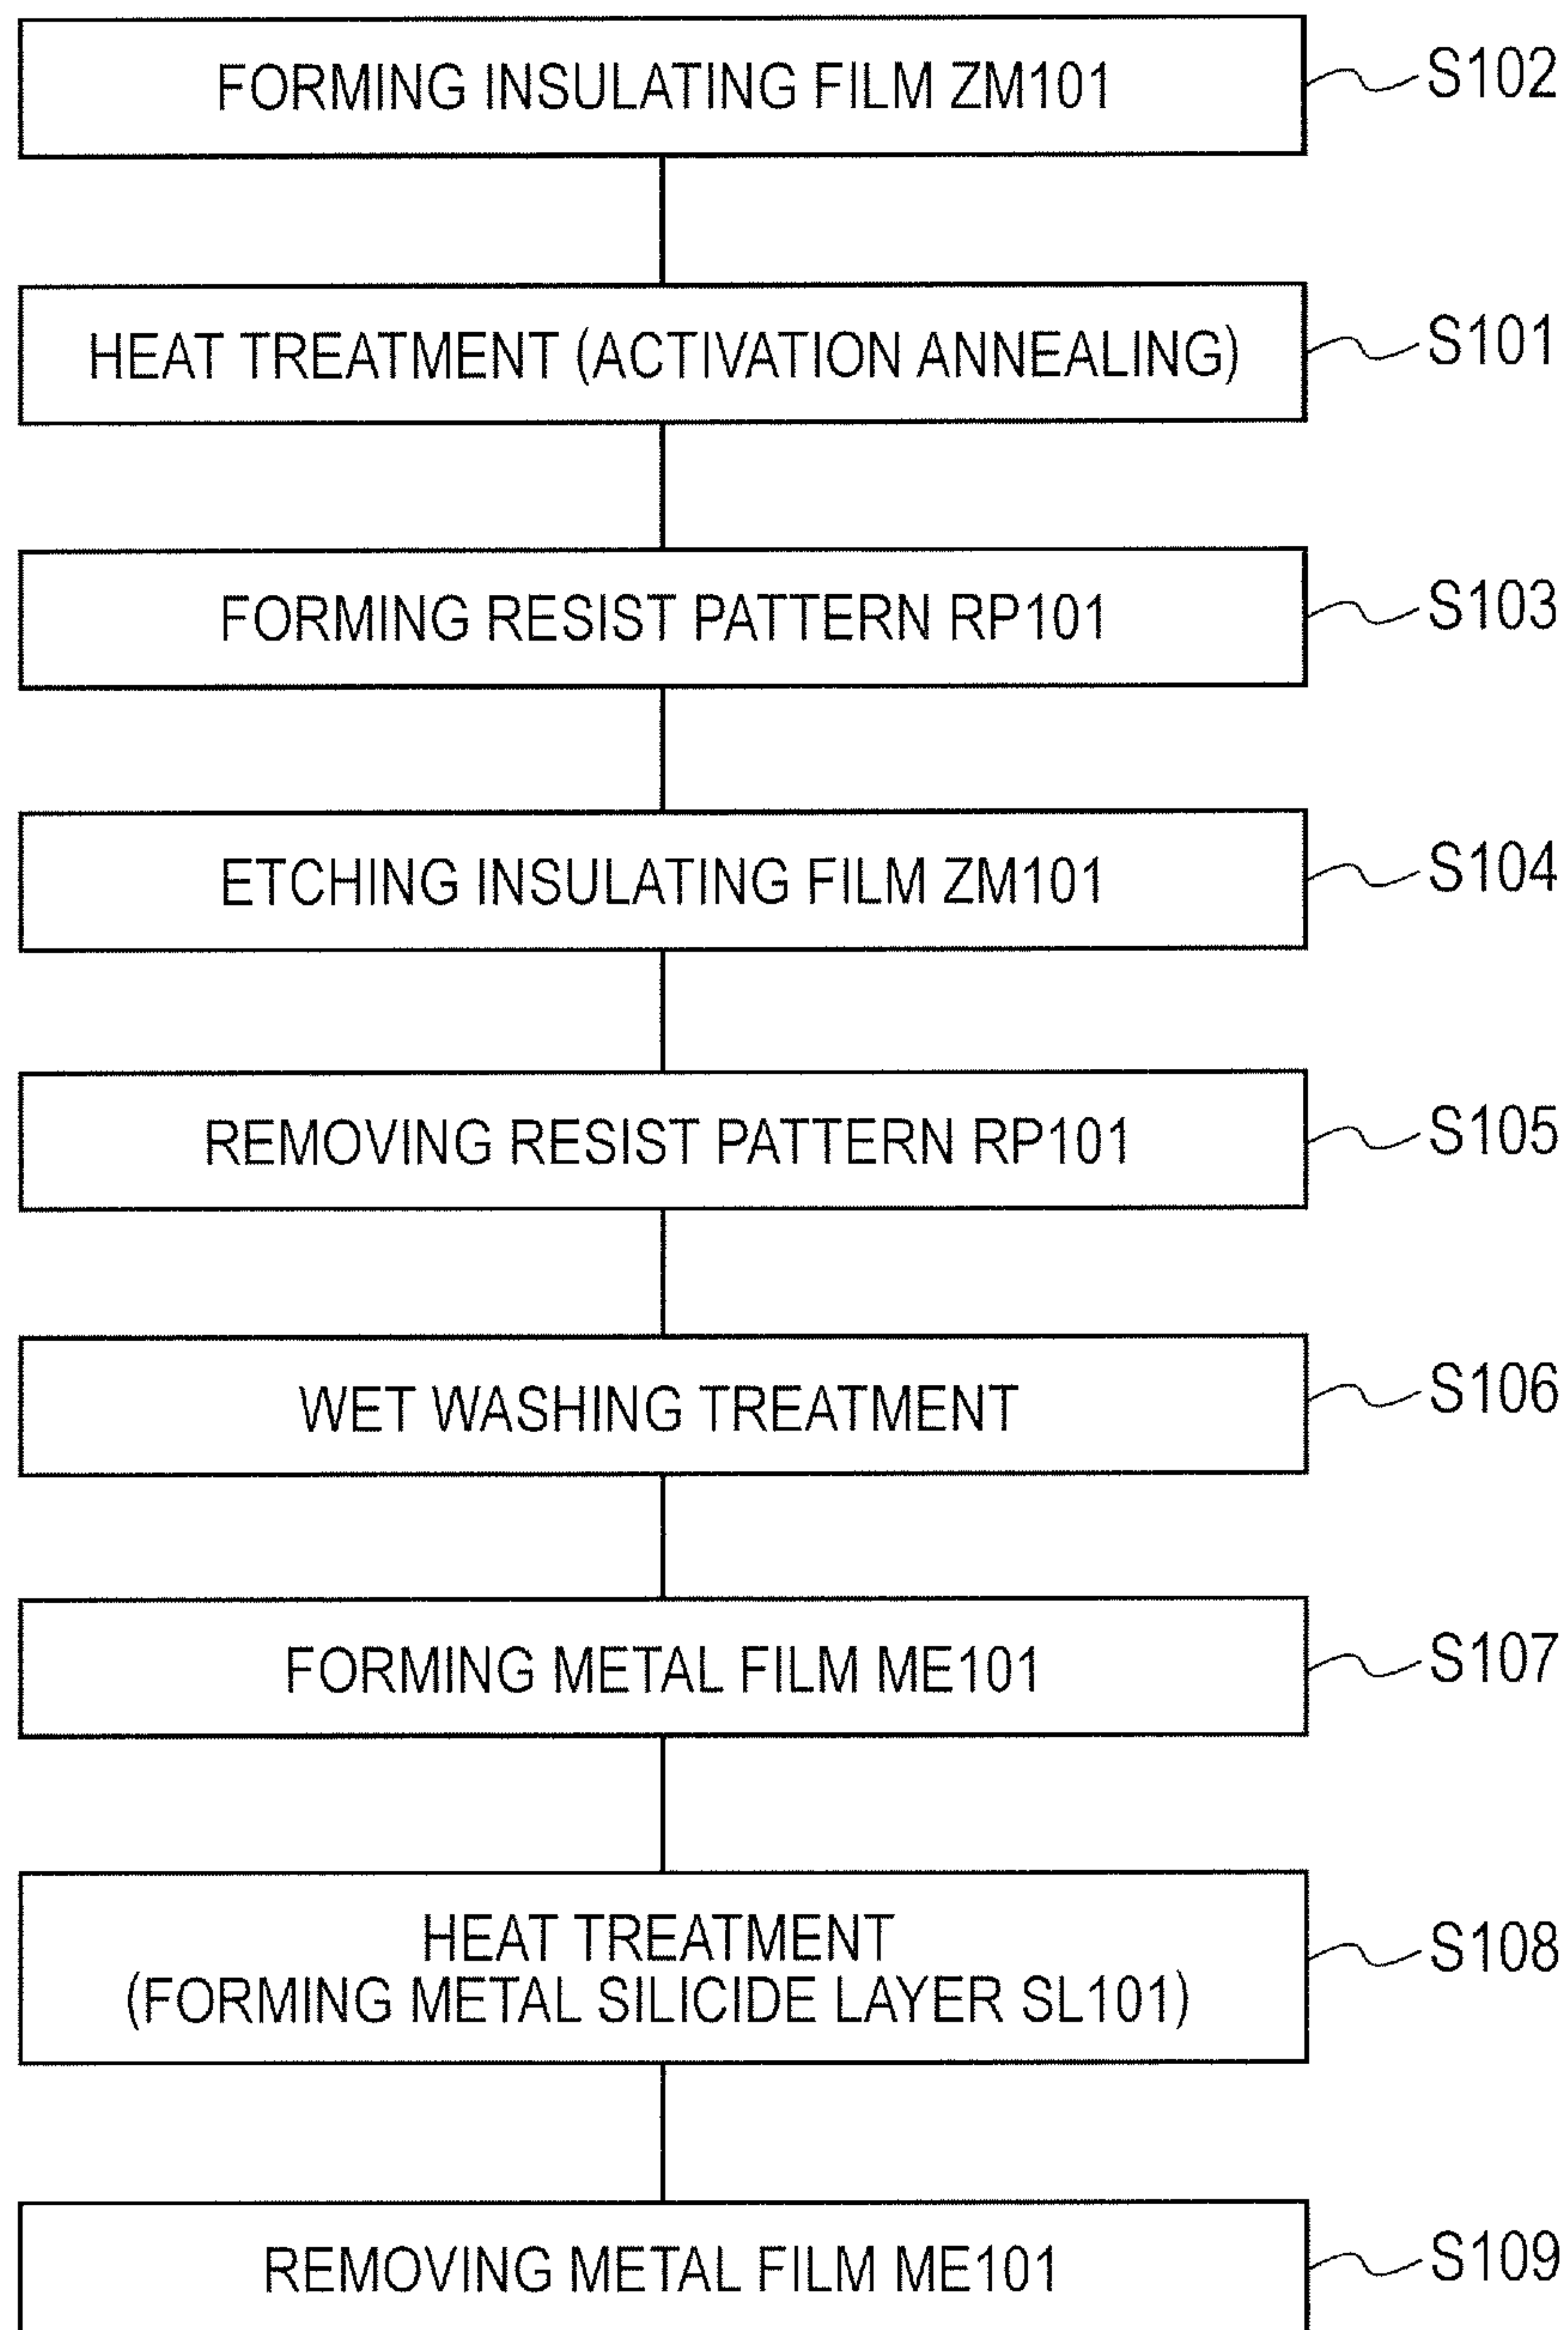 FORMING INSULATING FILM ZM101 S102
HEAT TREATMENT (ACTIVATION ANNEALING) S101
FORMING RESIST PATTERN RP101 S103
ETCHING INSULATING FILM ZM101 S104
REMOVING RESIST PATTERN RP101 S105
WET WASHING TREATMENT S106
FORMING METAL FILM ME101 S107
HEAT TREATMENT
(FORMING METAL SILICIDE LAYER SL101) S108
REMOVING METAL FILM ME101 S109